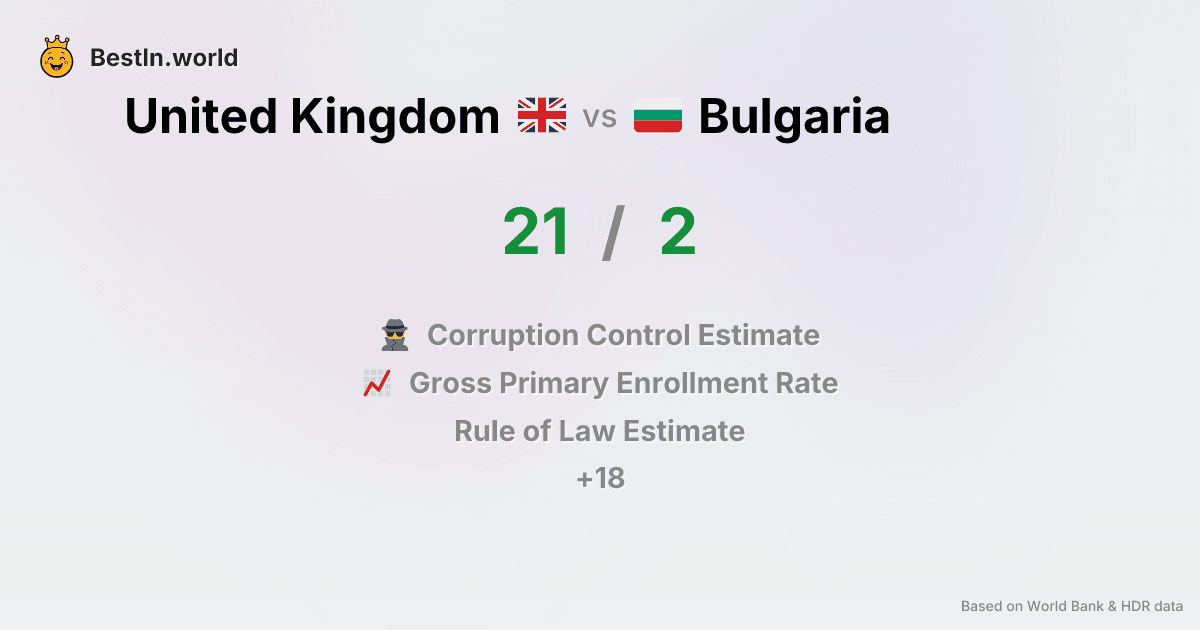 BestIn.world
United Kingdom vs Bulgaria
21 / 2
Corruption Control Estimate
Gross Primary Enrollment Rate
Rule of Law Estimate
+18
Based on World Bank & HDR data